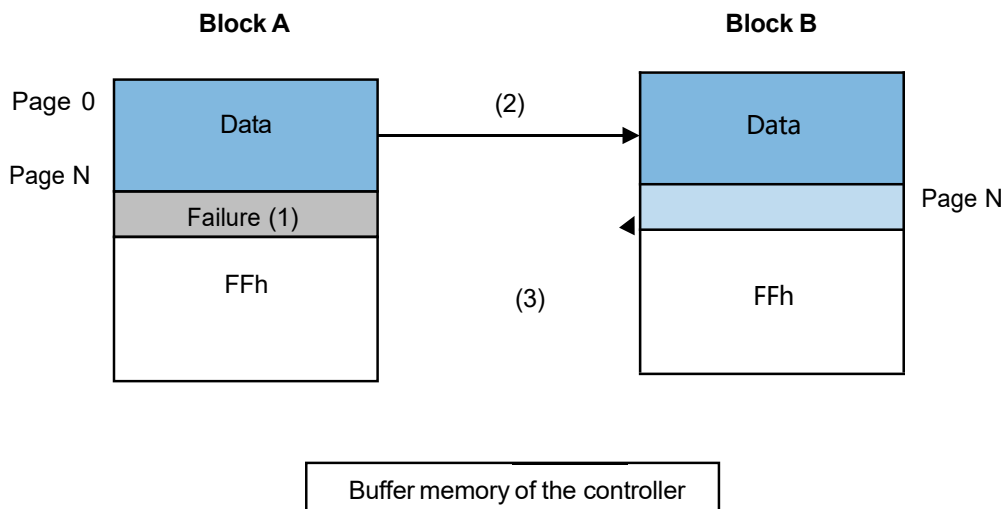 Block A
Block B
Page 0
Data
(2)
Data
Page N
Failure (1)
Page N
FFh
(3)
FFh
Buffer memory of the controller